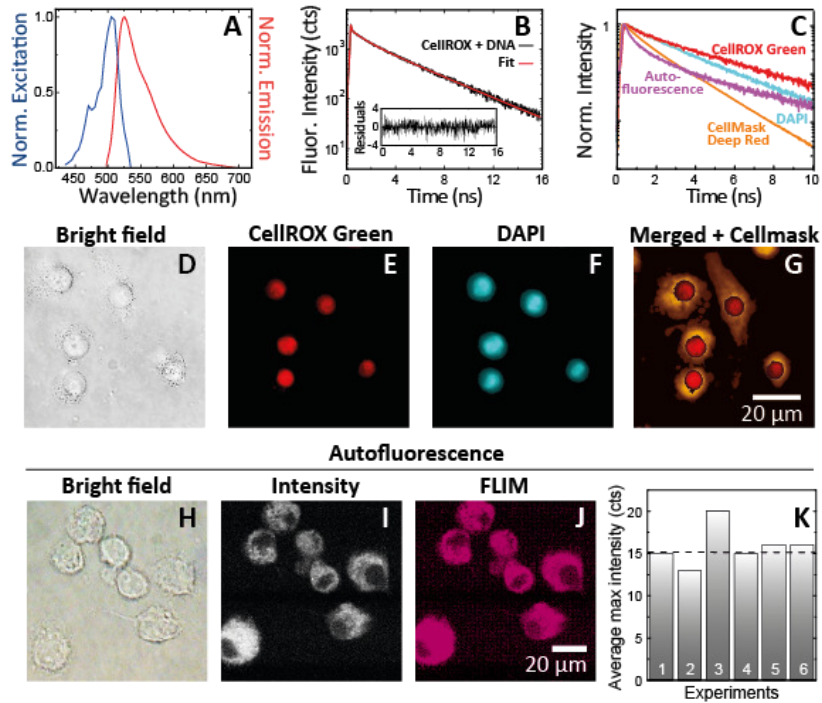 A
Norm. Excitation
Norm. Emission
1.0
0.5
0.0
450 500 550 600 650 700
Wavelength (nm)
B
Fluor. Intensity (cts)
10³
10²
10¹
CellROX + DNA
Fit
Residuals
4
0
-4
0 4 8 12 16
0 4 8 12 16
Time (ns)
C
Norm. Intensity
1
CellROX Green
Auto-
fluorescence
DAPI
CellMask
Deep Red
0 2 4 6 8 10
Time (ns)
Bright field
D
CellROX Green
E
DAPI
F
Merged + Cellmask
G
20 µm
Autofluorescence
Bright field
H
Intensity
I
FLIM
J
20 µm
K
Average max intensity (cts)
20
15
10
5
0
1 2 3 4 5 6
Experiments